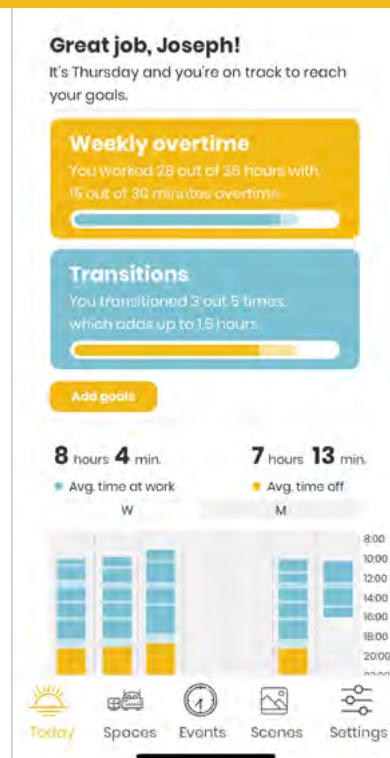 Great job, Joseph!
It's Thursday and you're on track to reach
your goals.
Weekly overtime
You worked 28 out of 36 hours with
15 out of 30 minutes overtime.
Transitions
You transitioned 3 out 5 times,
which adds up to 1,5 hours.
Add goals
8 hours 4 min. 7 hours 13 min.
Avg. time at work Avg. time off
W M
8:00
10:00
12:00
14:00
16:00
18:00
20:00
Today Spaces Events Scenes Settings